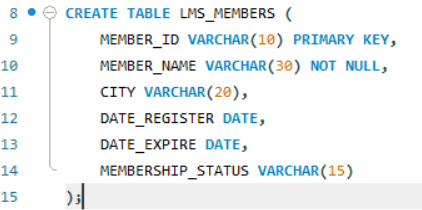 8 CREATE TABLE LMS_MEMBERS (
9 MEMBER_ID VARCHAR(10) PRIMARY KEY,
10 MEMBER_NAME VARCHAR(30) NOT NULL,
11 CITY VARCHAR(20),
12 DATE_REGISTER DATE,
13 DATE_EXPIRE DATE,
14 MEMBERSHIP_STATUS VARCHAR(15)
15 );